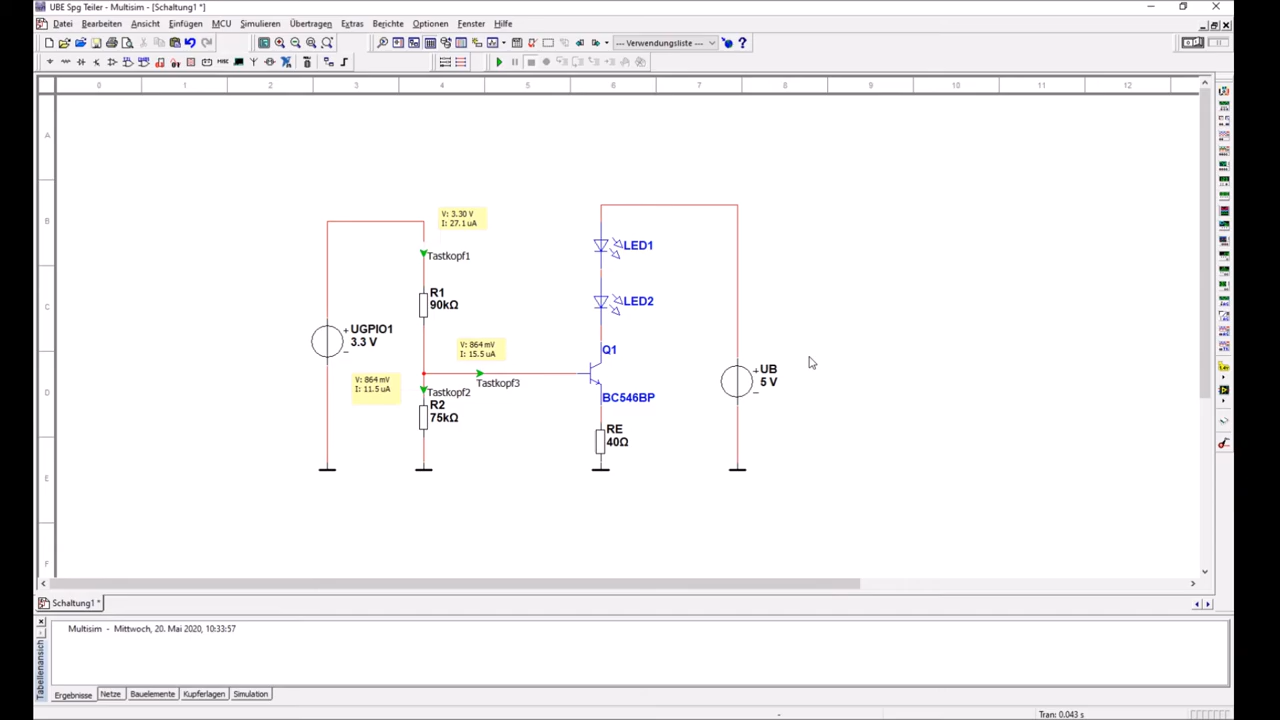 UBE Spg Teiler - Multisim - [Schaltung1 *]
Datei Bearbeiten Ansicht Einfügen MCU Simulieren Übertragen Extras Berichte Optionen Fenster Hilfe
--- Verwendungsliste ---
0 1 2 3 4 5 6 7 8 9 10 11 12
A
B
C
D
E
F
V: 3.30 V
I: 27.1 uA
Tastkopf1
R1
90kΩ
UGPIO1
3.3 V
V: 864 mV
I: 15.5 uA
Tastkopf3
V: 864 mV
I: 11.5 uA
Tastkopf2
R2
75kΩ
LED1
LED2
Q1
BC546BP
RE
40Ω
UB
5 V
Schaltung1 *
Multisim - Mittwoch, 20. Mai 2020, 10:33:57
Tabellenansich
Ergebnisse Netze Bauelemente Kupferlagen Simulation
- Tran: 0.043 s